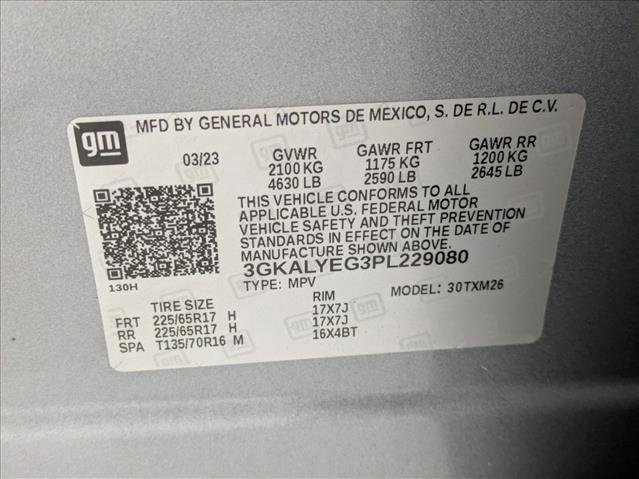 gm MFD BY GENERAL MOTORS DE MEXICO, S. DE R.L. DE C.V.
03/23 GVWR GAWR FRT GAWR RR
2100 KG 1175 KG 1200 KG
4630 LB 2590 LB 2645 LB
THIS VEHICLE CONFORMS TO ALL
APPLICABLE U.S. FEDERAL MOTOR
VEHICLE SAFETY AND THEFT PREVENTION
STANDARDS IN EFFECT ON THE DATE OF
MANUFACTURE SHOWN ABOVE.
130H 3GKALYEG3PL229080
TYPE: MPV MODEL: 30TXM26
TIRE SIZE RIM
FRT 225/65R17 H 17X7J
RR 225/65R17 H 17X7J
SPA T135/70R16 M 16X4BT